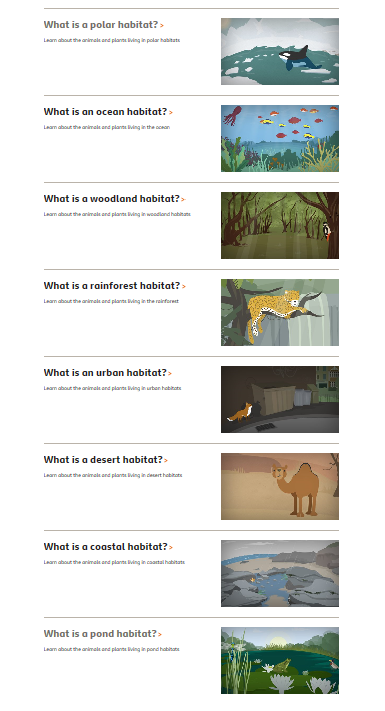 What is a polar habitat? >
Learn about the animals and plants living in polar habitats
What is an ocean habitat? >
Learn about the animals and plants living in the ocean
What is a woodland habitat? >
Learn about the animals and plants living in woodland habitats
What is a rainforest habitat? >
Learn about the animals and plants living in the rainforest
What is an urban habitat? >
Learn about the animals and plants living in urban habitats
What is a desert habitat? >
Learn about the animals and plants living in desert habitats
What is a coastal habitat? >
Learn about the animals and plants living in coastal habitats
What is a pond habitat? >
Learn about the animals and plants living in pond habitats